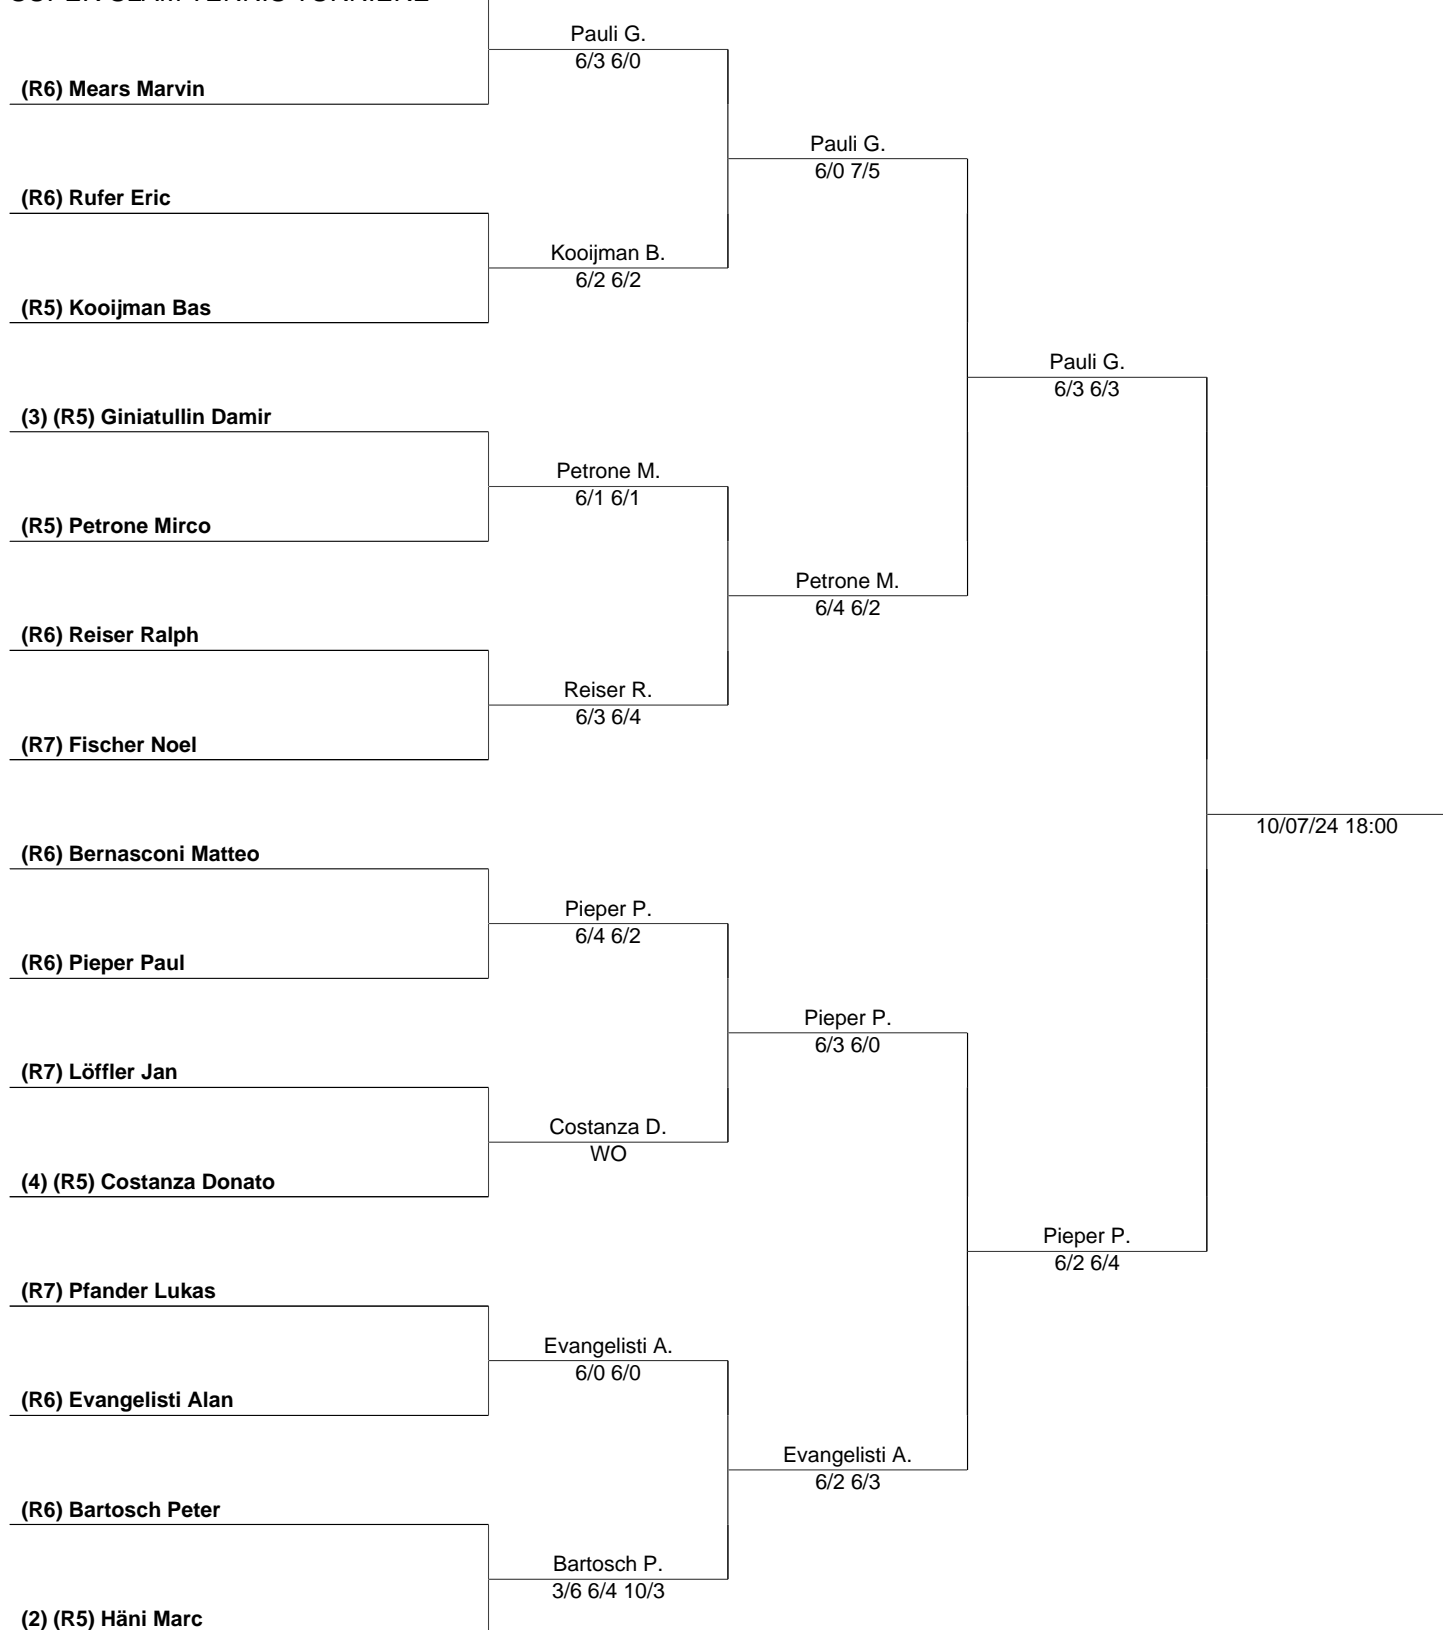 Pauli G.
6/3 6/0
(R6) Mears Marvin
Pauli G.
6/0 7/5
(R6) Rufer Eric
Kooijman B.
6/2 6/2
(R5) Kooijman Bas
Pauli G.
6/3 6/3
(3) (R5) Giniatullin Damir
Petrone M.
6/1 6/1
(R5) Petrone Mirco
Petrone M.
6/4 6/2
(R6) Reiser Ralph
Reiser R.
6/3 6/4
(R7) Fischer Noel
10/07/24 18:00
(R6) Bernasconi Matteo
Pieper P.
6/4 6/2
(R6) Pieper Paul
Pieper P.
6/3 6/0
(R7) Löffler Jan
Costanza D.
WO
(4) (R5) Costanza Donato
Pieper P.
6/2 6/4
(R7) Pfander Lukas
Evangelisti A.
6/0 6/0
(R6) Evangelisti Alan
Evangelisti A.
6/2 6/3
(R6) Bartosch Peter
Bartosch P.
3/6 6/4 10/3
(2) (R5) Häni Marc